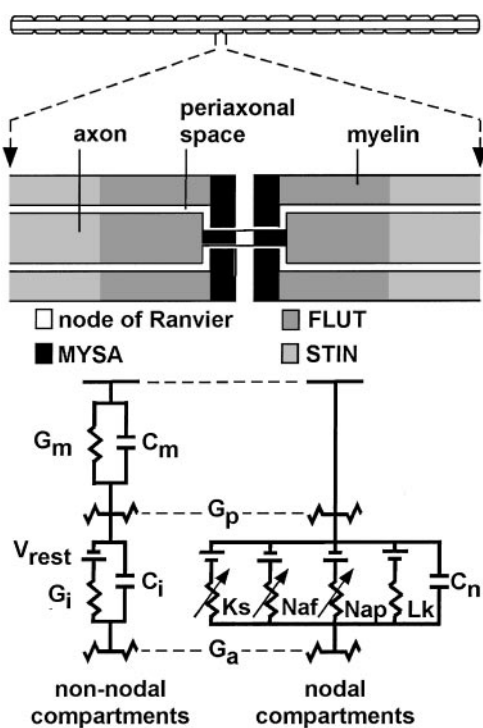 periaxonal
axon space myelin
node of Ranvier FLUT
MYSA STIN
Gm Cm
Gp
Vrest
Gi Ci Ks Naf Nap Lk Cn
Ga
non-nodal nodal
compartments compartments